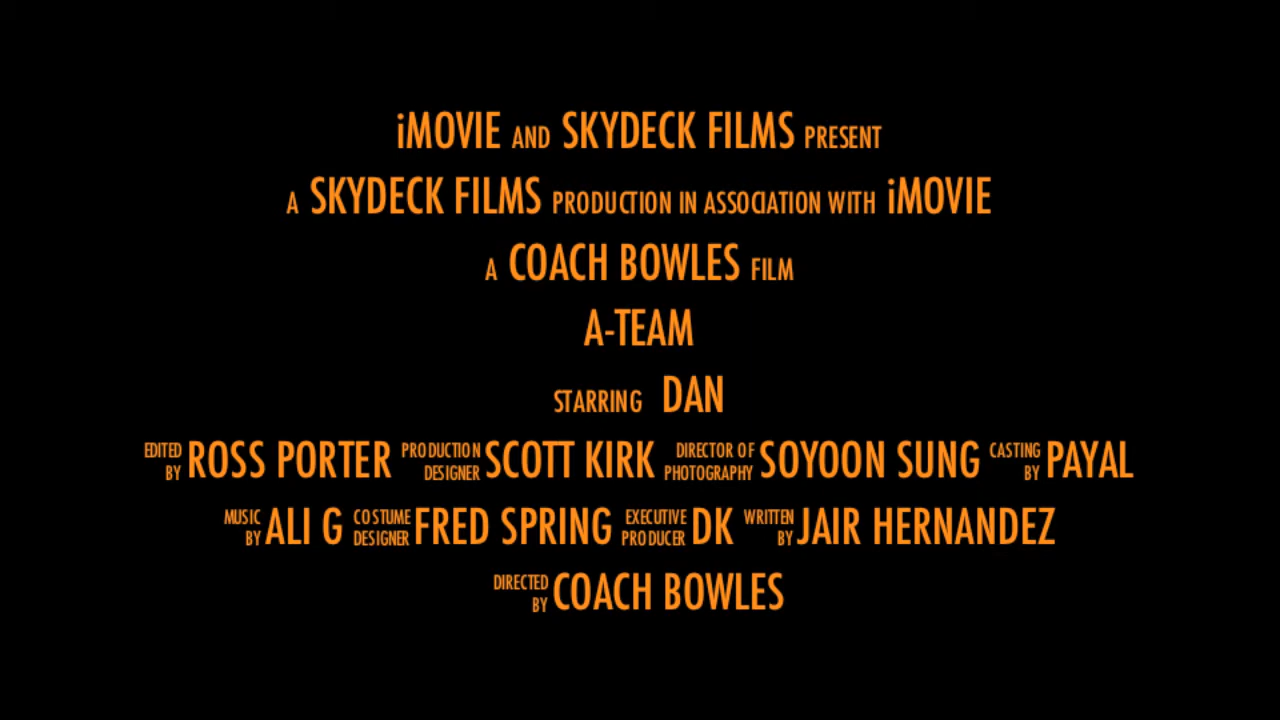 iMOVIE AND SKYDECK FILMS PRESENT
A SKYDECK FILMS PRODUCTION IN ASSOCIATION WITH iMOVIE
A COACH BOWLES FILM
A-TEAM
STARRING DAN
EDITED BY ROSS PORTER PRODUCTION DESIGNER SCOTT KIRK DIRECTOR OF PHOTOGRAPHY SOYOON SUNG CASTING BY PAYAL
MUSIC BY ALI G COSTUME DESIGNER FRED SPRING EXECUTIVE PRODUCER DK WRITTEN BY JAIR HERNANDEZ
DIRECTED BY COACH BOWLES